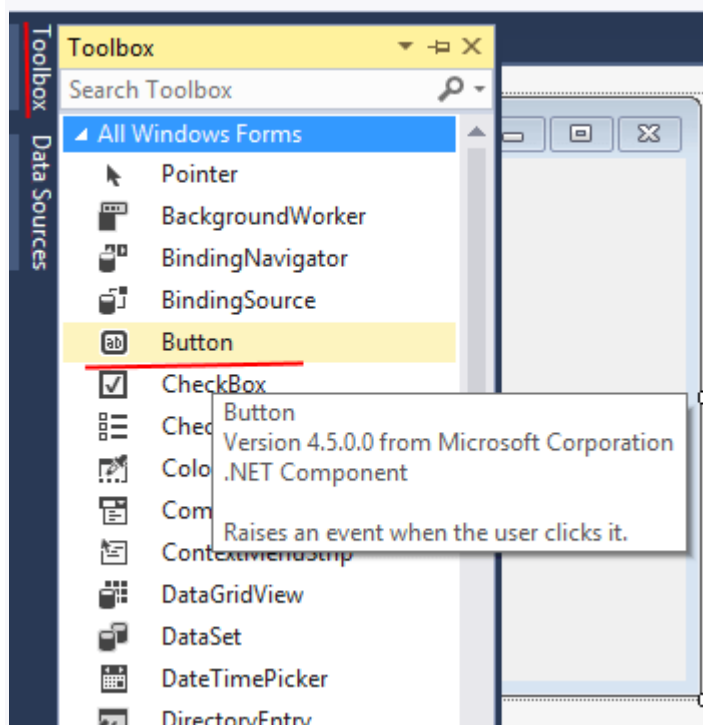 Toolbox
Data Sources
Toolbox
Search Toolbox
All Windows Forms
Pointer
BackgroundWorker
BindingNavigator
BindingSource
Button
CheckBox
Button
Version 4.5.0.0 from Microsoft Corporation
.NET Component
Raises an event when the user clicks it.
DataGridView
DataSet
DateTimePicker
DirectoryEntry